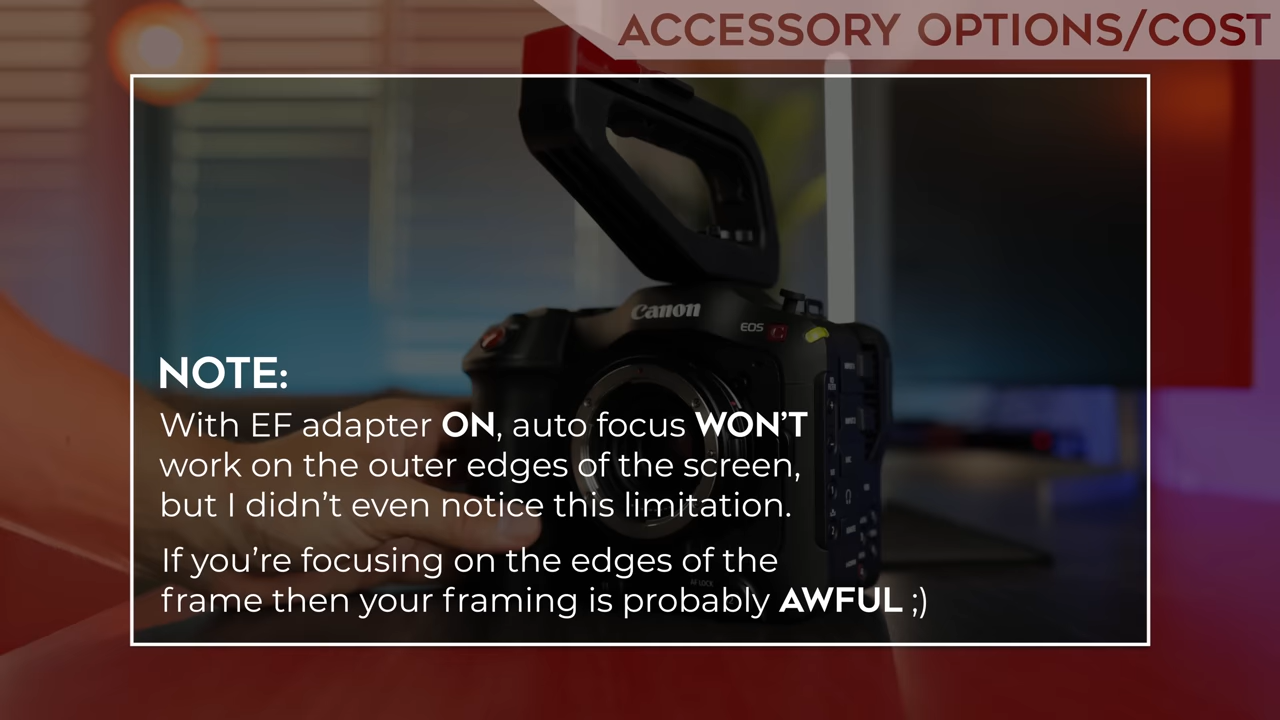 ACCESSORY OPTIONS/COST
Canon
EOS C
NOTE:
With EF adapter ON, auto focus WON'T
work on the outer edges of the screen,
but I didn't even notice this limitation.
If you're focusing on the edges of the
frame then your framing is probably AWFUL ;)
AF LOCK